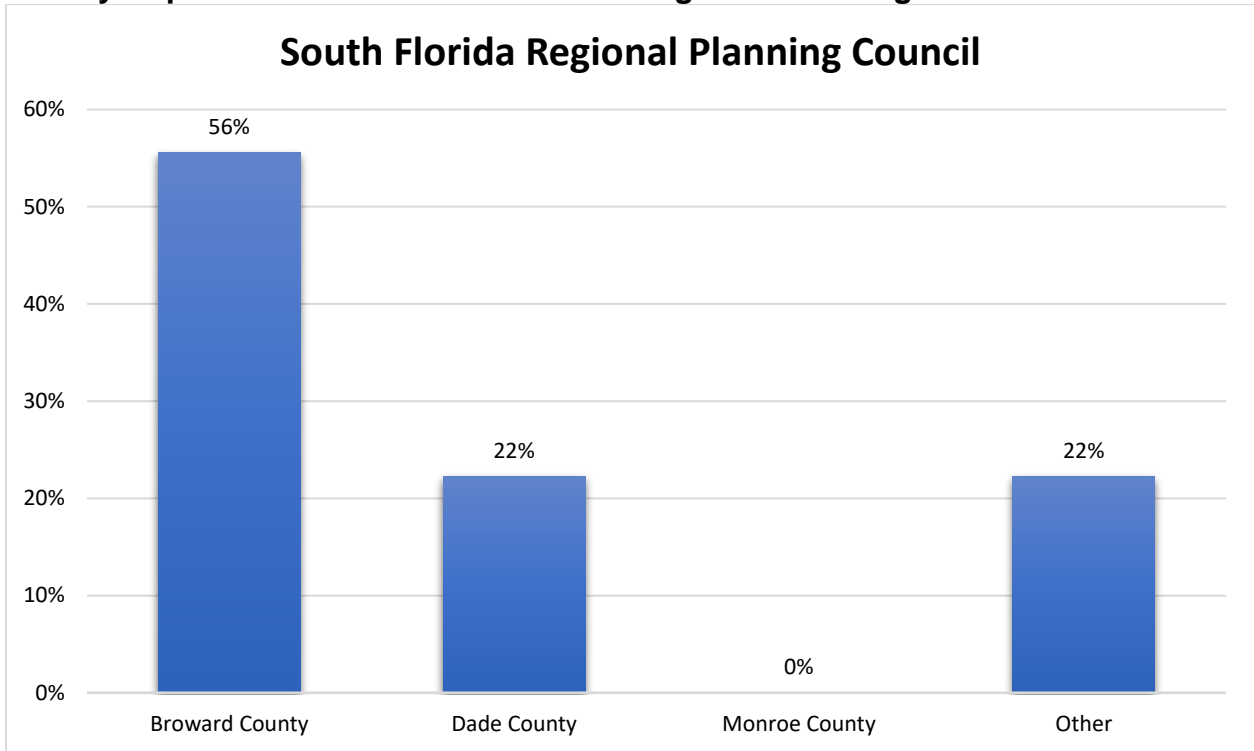 South Florida Regional Planning Council
60%
56%
50%
40%
30%
22%
22%
20%
10%
0%
0%
Broward County
Dade County
Monroe County
Other